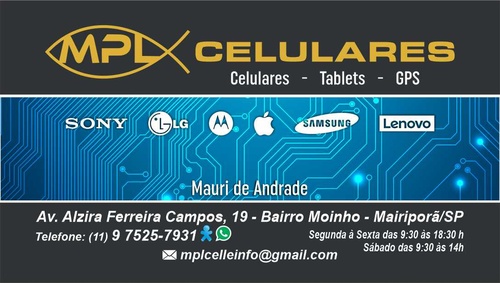 MPL CELULARES
Celulares - Tablets - GPS
SONY LG M SAMSUNG Lenovo
Mauri de Andrade
Av. Alzira Ferreira Campos, 19 - Bairro Moinho - Mairiporã/SP
Telefone: (11) 9 7525-7931
Segunda à Sexta das 9:30 às 18:30 h
Sábado das 9:30 às 14h
mplcelleinfo@gmail.com